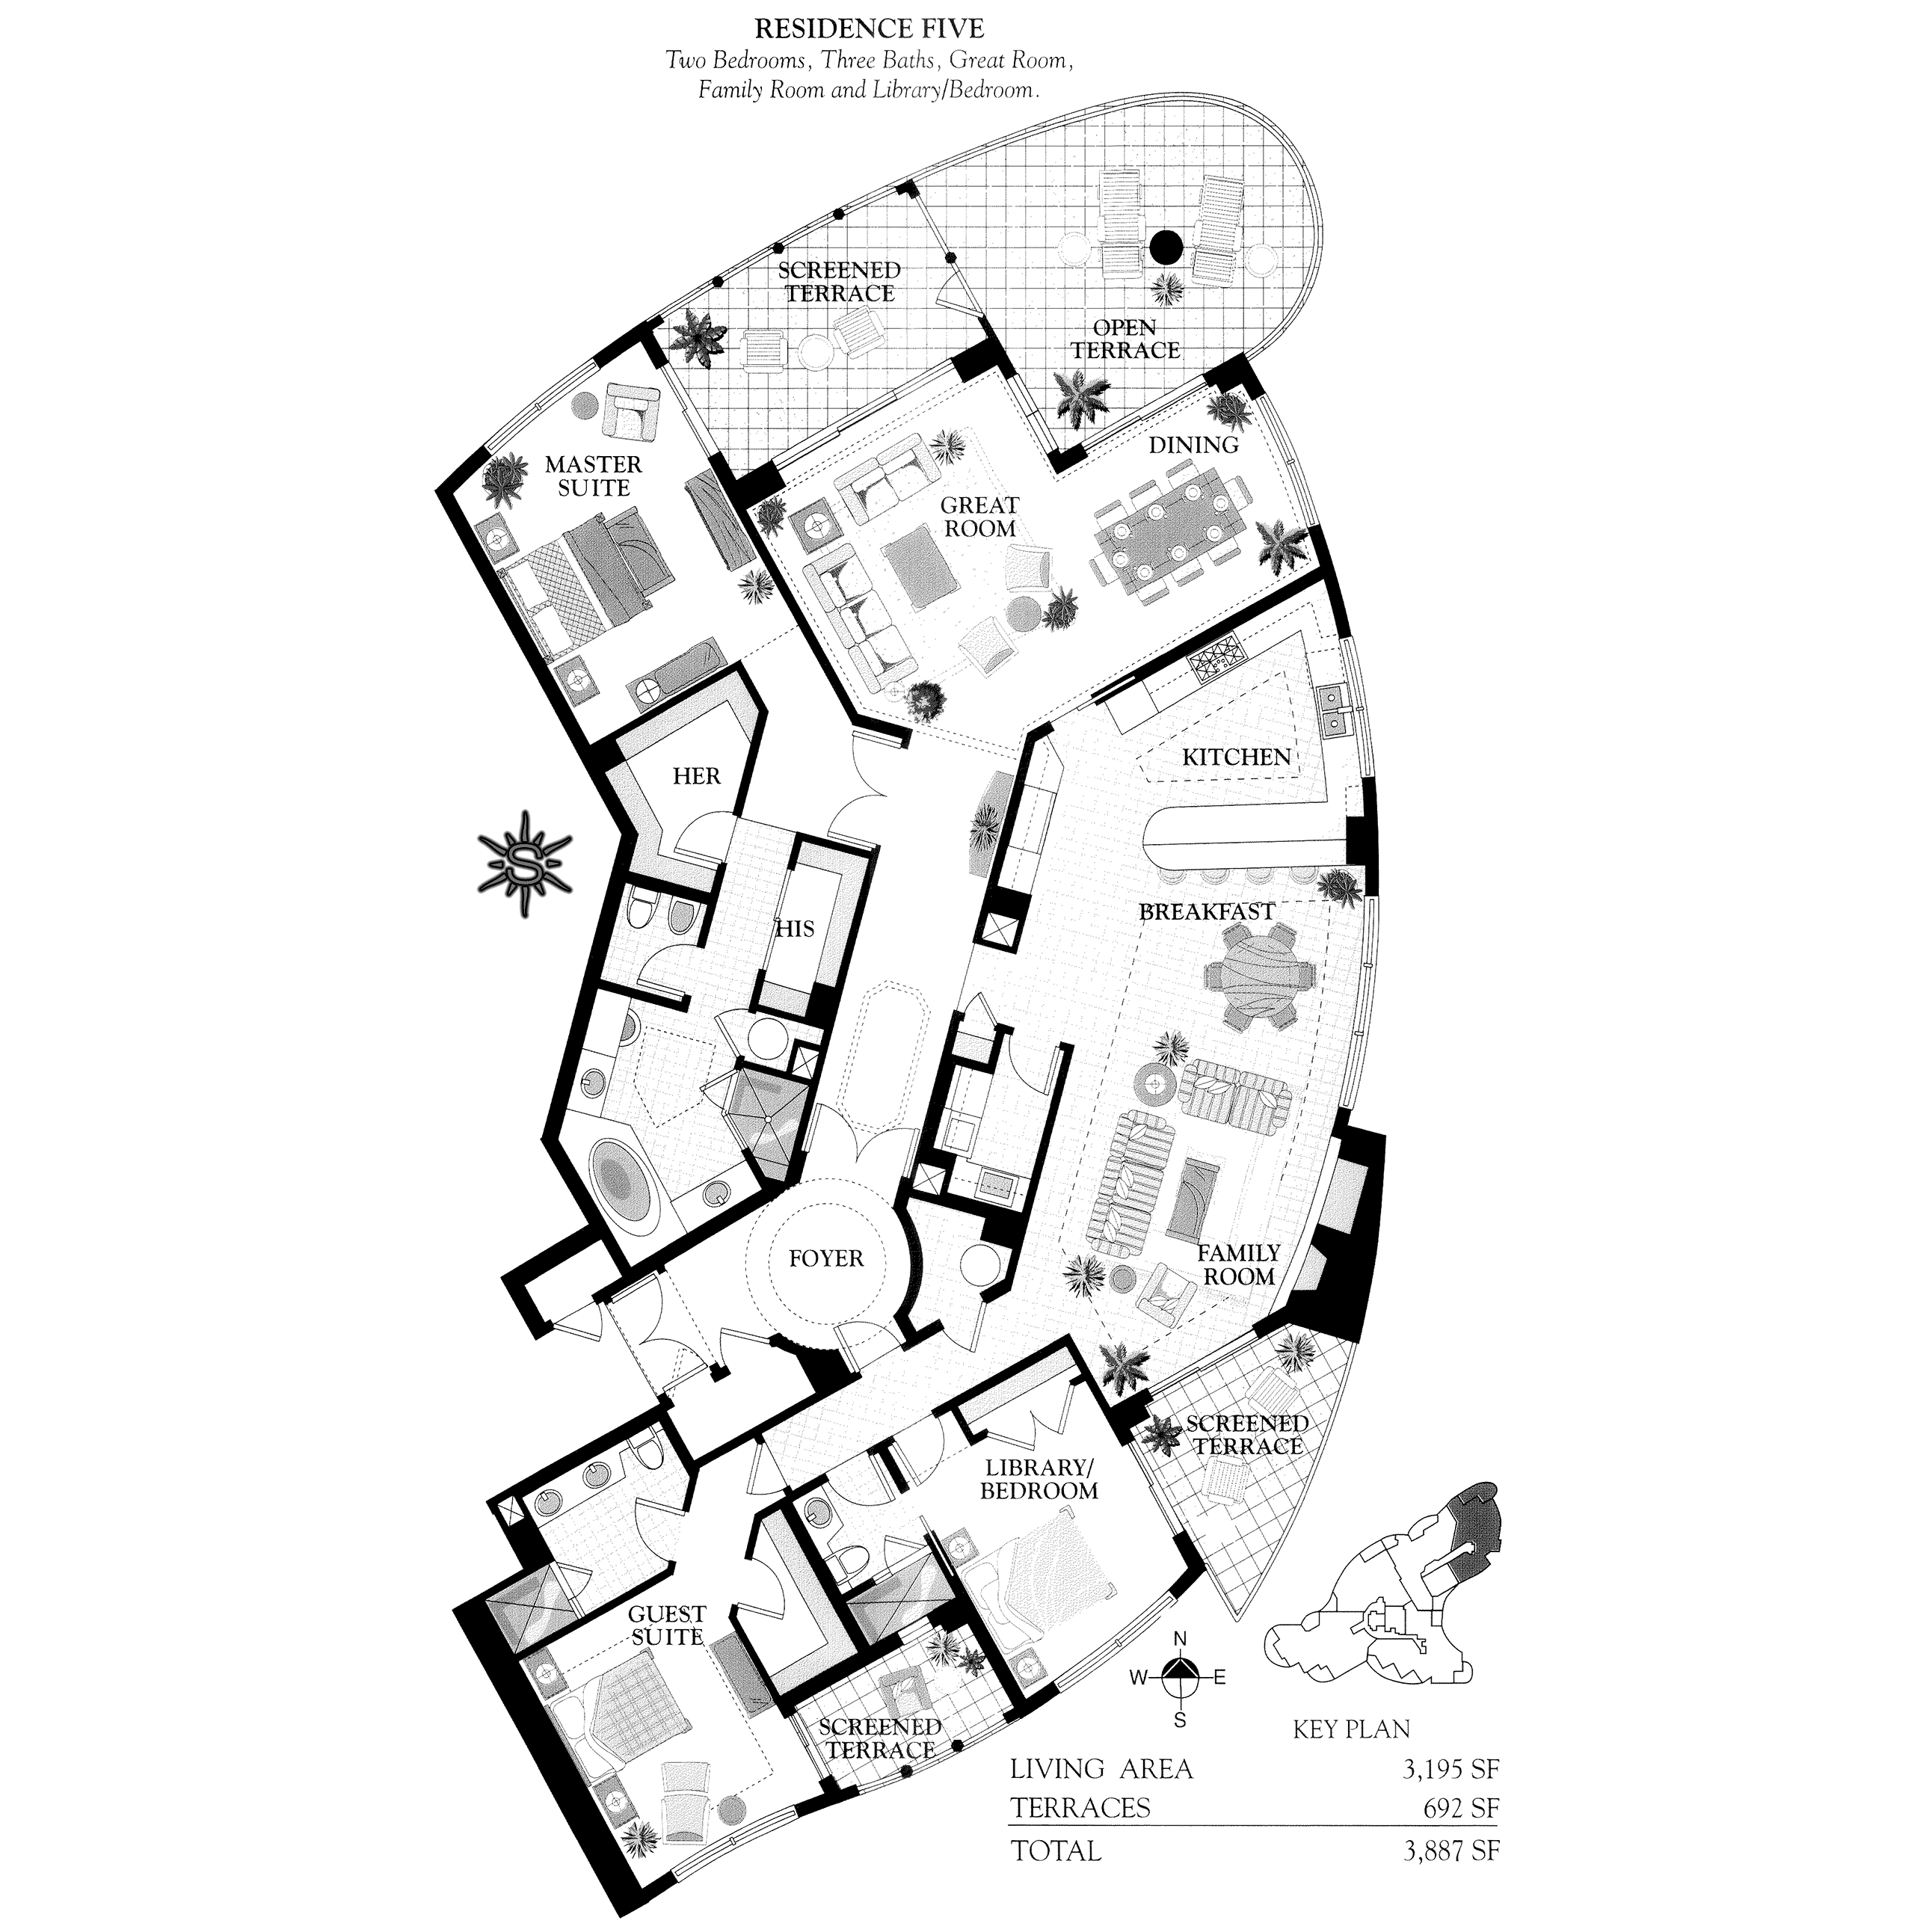 RESIDENCE FIVE
Two Bedrooms, Three Baths, Great Room,
Family Room and Library/Bedroom.
SCREENED
TERRACE
OPEN
TERRACE
DINING
MASTER
SUITE
GREAT
ROOM
KITCHEN
HER
S
HIS
BREAKFAST
FOYER
FAMILY
ROOM
SCREENED
TERRACE
LIBRARY/
BEDROOM
GUEST
SUITE
SCREENED
TERRACE
N
W E
S
KEY PLAN
LIVING AREA 3,195 SF
TERRACES 692 SF
TOTAL 3,887 SF